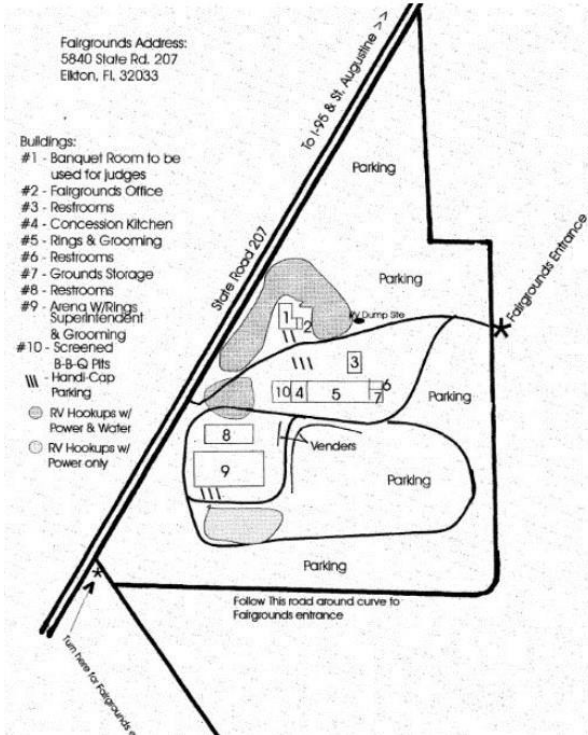 Fairgrounds Address:
5840 State Rd. 207
Elkton, Fl. 32033
To I-95 & St. Augustine >>
Buildings:
#1 - Banquet Room to be
used for judges
#2 - Fairgrounds Office
#3 - Restrooms
#4 - Concession Kitchen
#5 - Rings & Grooming
#6 - Restrooms
#7 - Grounds Storage
#8 - Restrooms
#9 - Arena W/Rings
Superintendent
& Grooming
#10 - Screened
B-B-Q Pits
\\\ - Handi-Cap
Parking
RV Hookups w/
Power & Water
RV Hookups w/
Power only
State Road 207
Parking
Parking
Fairgrounds Entrance
RV Dump Site
1
2
3
10 4 5 6
7
Parking
8
Venders
9
Parking
Parking
Follow This road around curve to
Fairgrounds entrance
Turn here for Fairgrounds